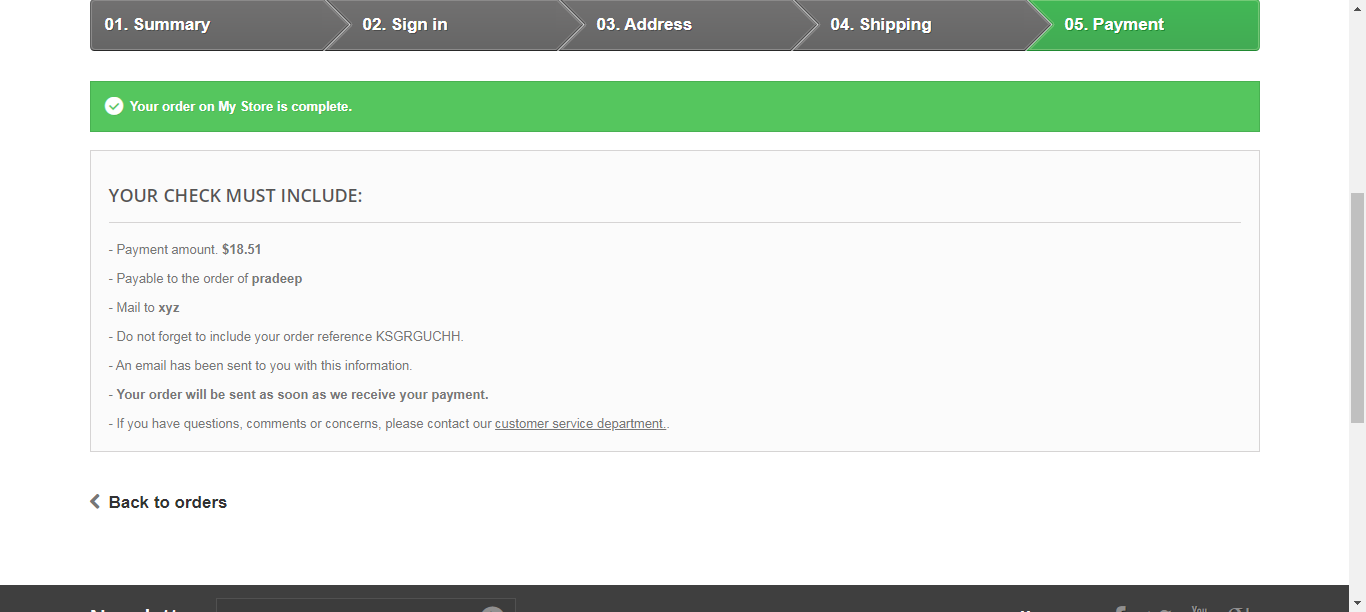 01. Summary
02. Sign in
03. Address
04. Shipping
05. Payment
Your order on My Store is complete.
YOUR CHECK MUST INCLUDE:
- Payment amount. $18.51
- Payable to the order of pradeep
- Mail to xyz
- Do not forget to include your order reference KSGRGUCHH.
- An email has been sent to you with this information.
- Your order will be sent as soon as we receive your payment.
- If you have questions, comments or concerns, please contact our customer service department..
Back to orders